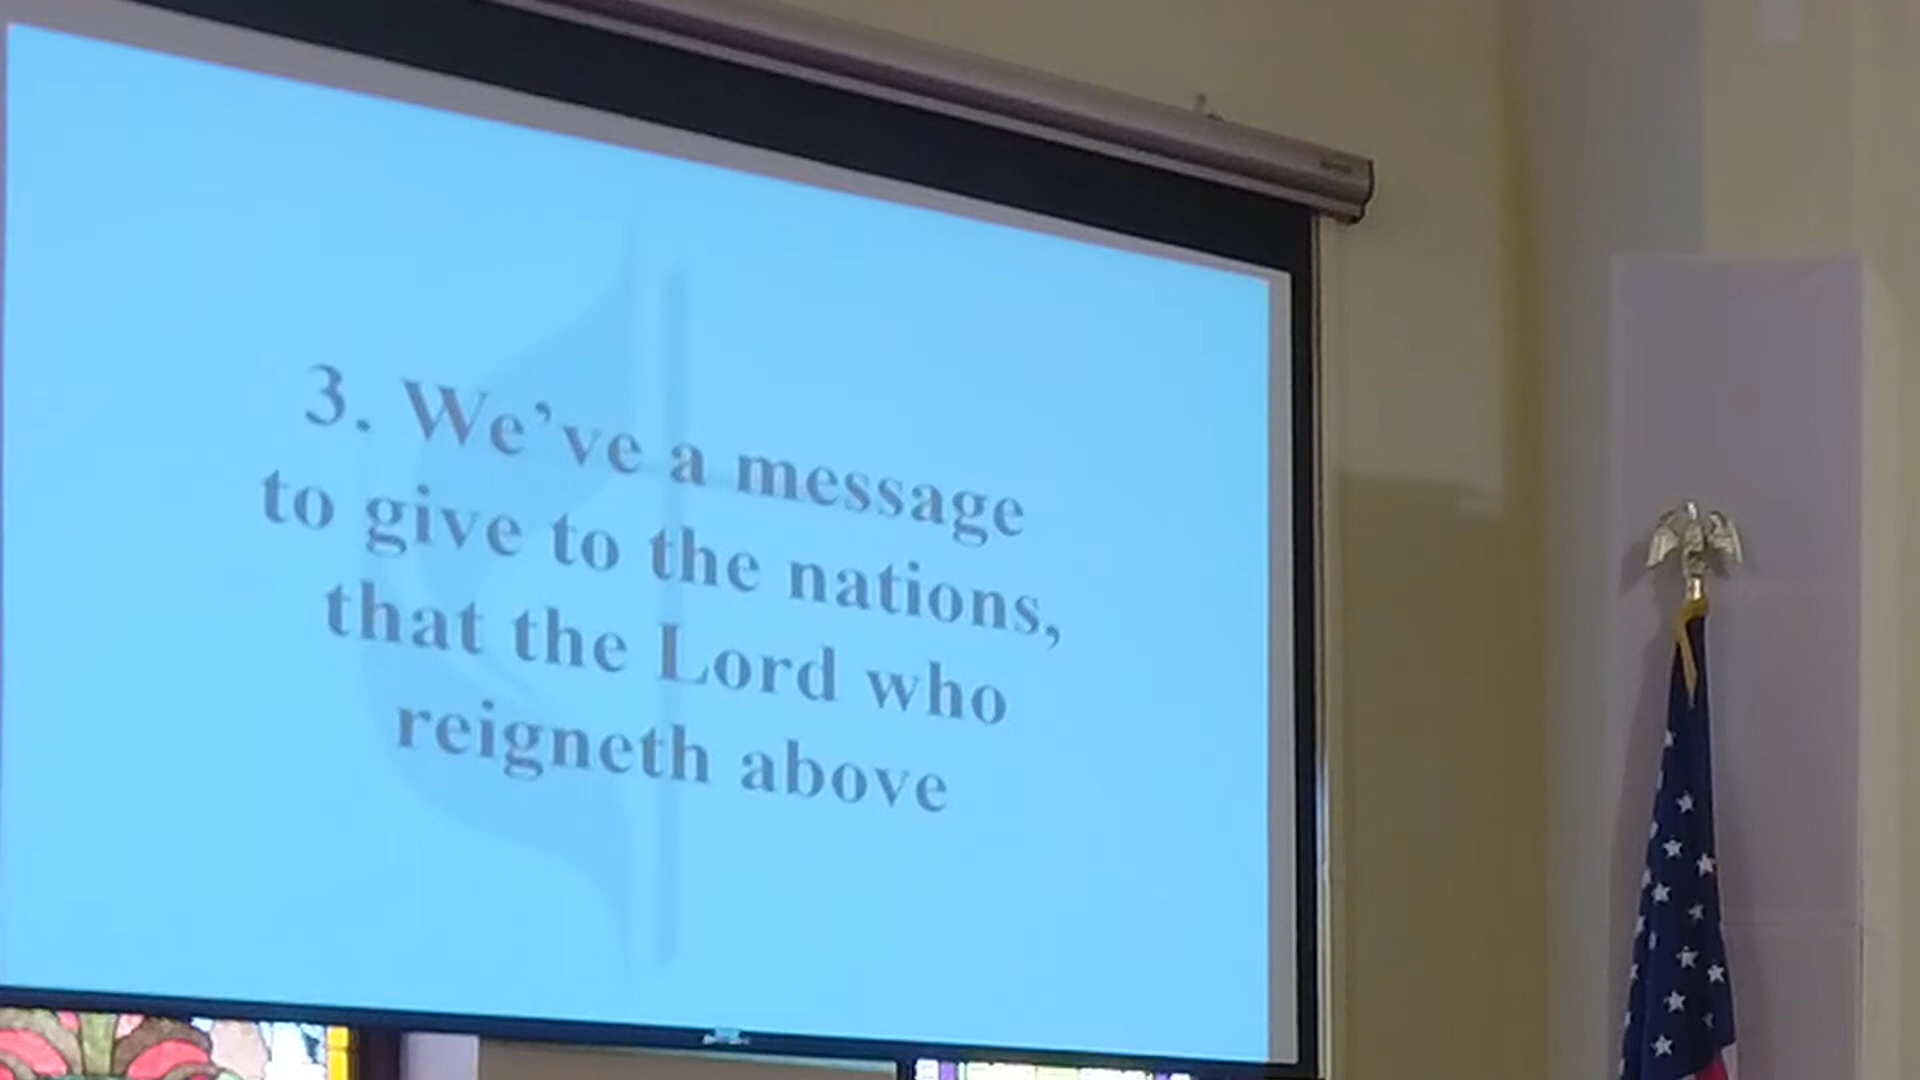 3. We’ve a message
to give to the nations,
that the Lord who
reigneth above